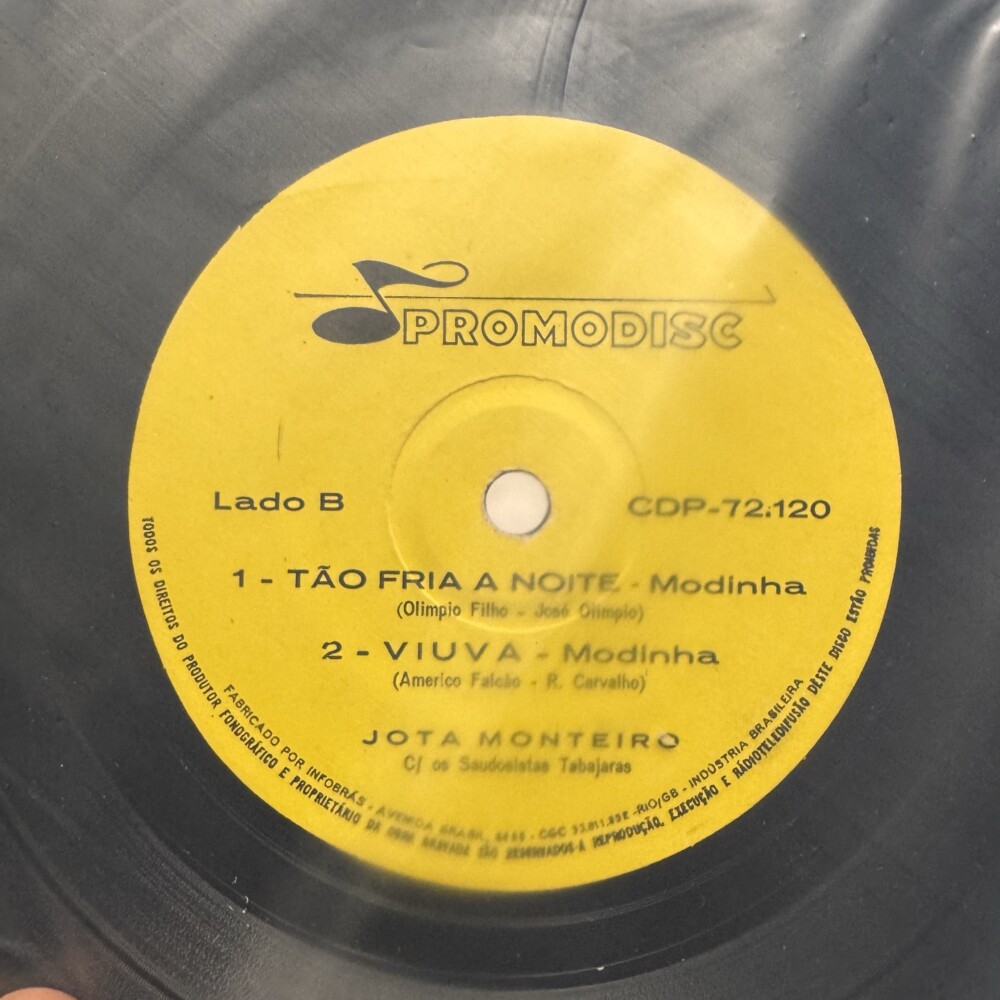 PROMODISC
Lado B
CDP-72.120
1 - TÃO FRIA A NOITE - Modinha
(Olimpio Filho - José Olimpio)
2 - VIUVA - Modinha
(Americo Falcão - R. Carvalho)
JOTA MONTEIRO
C/ os Saudosistas Tabajaras
FABRICADO POR INFOBRÁS - AVENIDA BRASIL, - CGC - RIO/GB - INDÚSTRIA BRASILEIRA
TODOS OS DIREITOS DO PRODUTOR FONOGRÁFICO E PROPRIETÁRIO DA OBRA GRAVADA SÃO RESERVADOS A REPRODUÇÃO, EXECUÇÃO E RÁDIOTELEDIFUSÃO DÊSTE DISCO ESTÃO PROIBIDAS